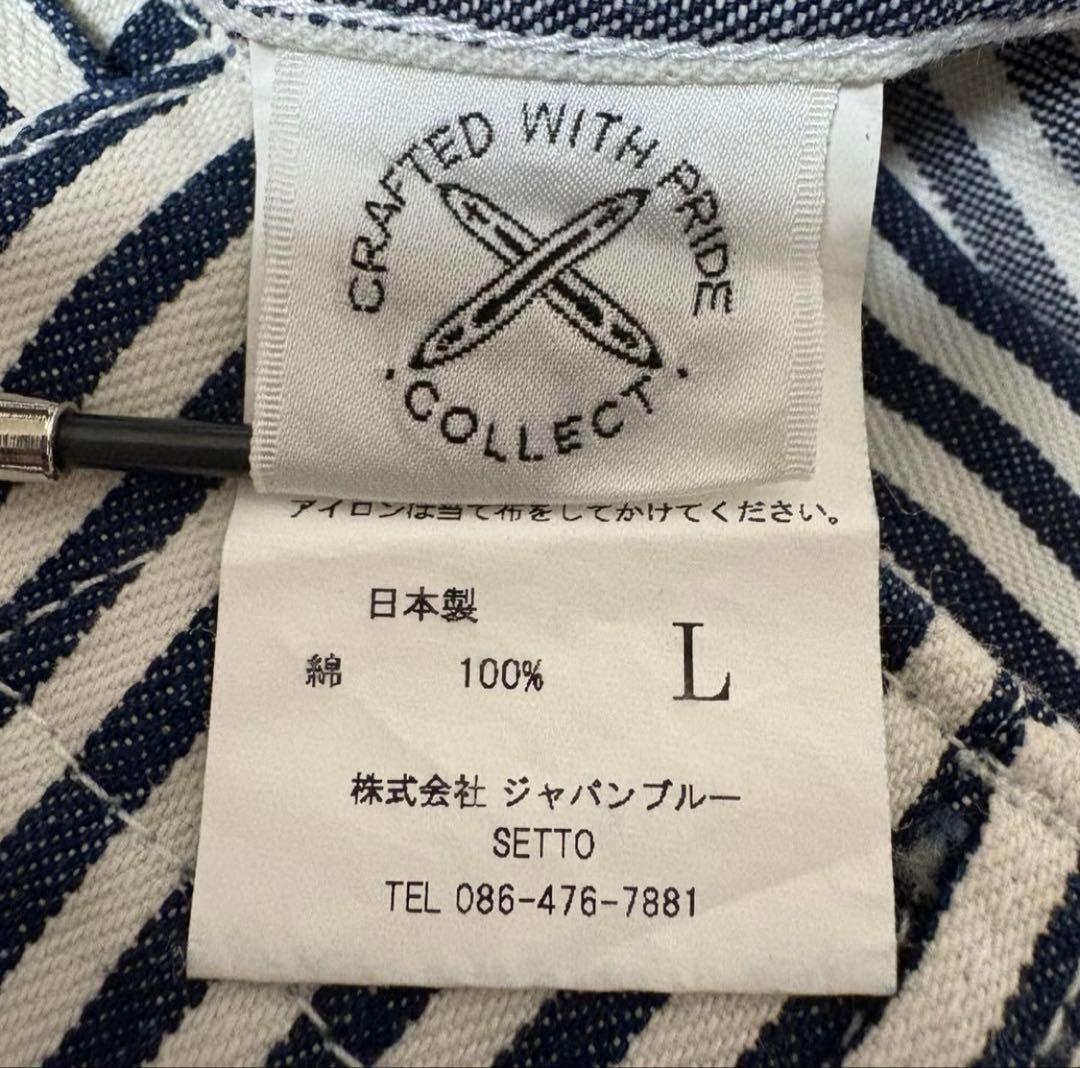 CRAFTED WITH PRIDE
・COLLECT・
アイロンは当て布をしてかけてください。
日本製
綿 100% L
株式会社 ジャパンブルー
SETTO
TEL 086-476-7881